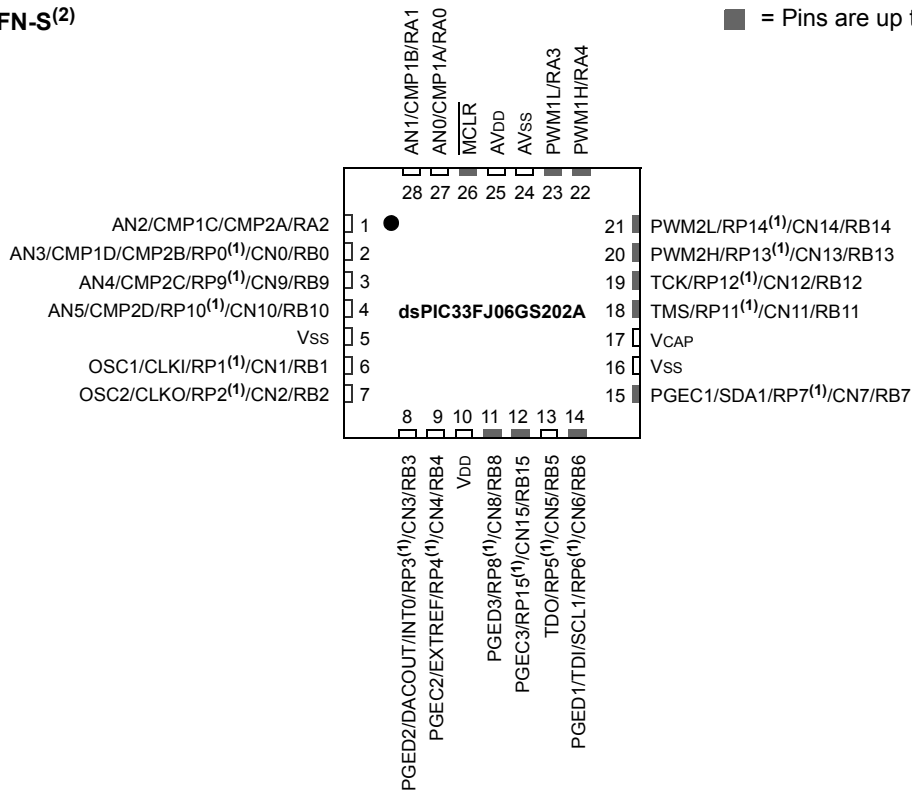 FN-S(2)
= Pins are up t
AN1/CMP1B/RA1
AN0/CMP1A/RA0
MCLR
AVDD
AVSS
PWM1L/RA3
PWM1H/RA4
28 27 26 25 24 23 22
AN2/CMP1C/CMP2A/RA2 1
AN3/CMP1D/CMP2B/RP0(1)/CN0/RB0 2
AN4/CMP2C/RP9(1)/CN9/RB9 3
AN5/CMP2D/RP10(1)/CN10/RB10 4
VSS 5
OSC1/CLKI/RP1(1)/CN1/RB1 6
OSC2/CLKO/RP2(1)/CN2/RB2 7
dsPIC33FJ06GS202A
21 PWM2L/RP14(1)/CN14/RB14
20 PWM2H/RP13(1)/CN13/RB13
19 TCK/RP12(1)/CN12/RB12
18 TMS/RP11(1)/CN11/RB11
17 VCAP
16 VSS
15 PGEC1/SDA1/RP7(1)/CN7/RB7
8 9 10 11 12 13 14
PGED2/DACOUT/INT0/RP3(1)/CN3/RB3
PGEC2/EXTREF/RP4(1)/CN4/RB4
VDD
PGED3/RP8(1)/CN8/RB8
PGEC3/RP15(1)/CN15/RB15
TDO/RP5(1)/CN5/RB5
PGED1/TDI/SCL1/RP6(1)/CN6/RB6